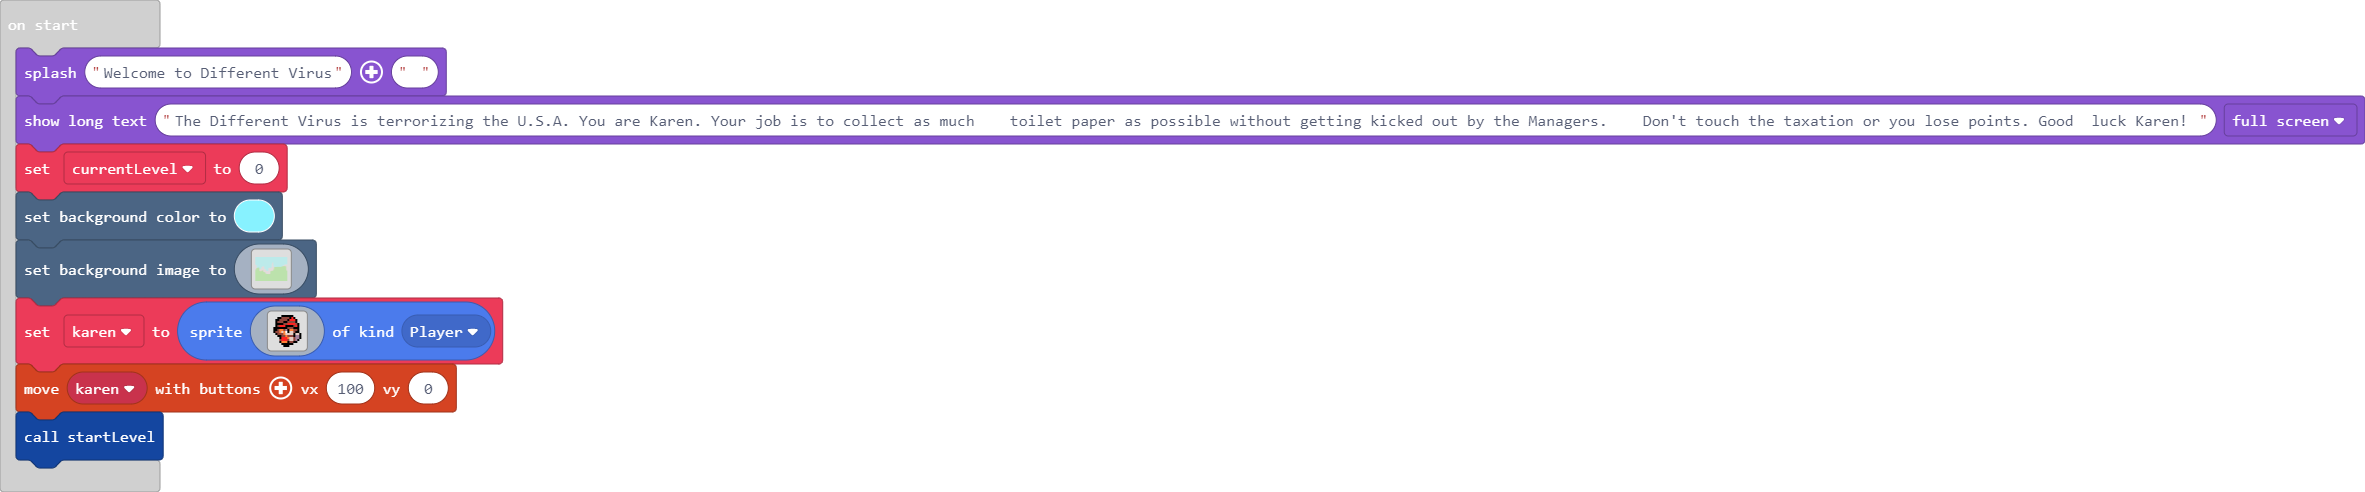 on start
splash "Welcome to Different Virus" " "
show long text "The Different Virus is terrorizing the U.S.A. You are Karen. Your job is to collect as much    toilet paper as possible without getting kicked out by the Managers.    Don't touch the taxation or you lose points. Good  luck Karen! " full screen
set currentLevel to 0
set background color to
set background image to
set karen to sprite of kind Player
move karen with buttons vx 100 vy 0
call startLevel